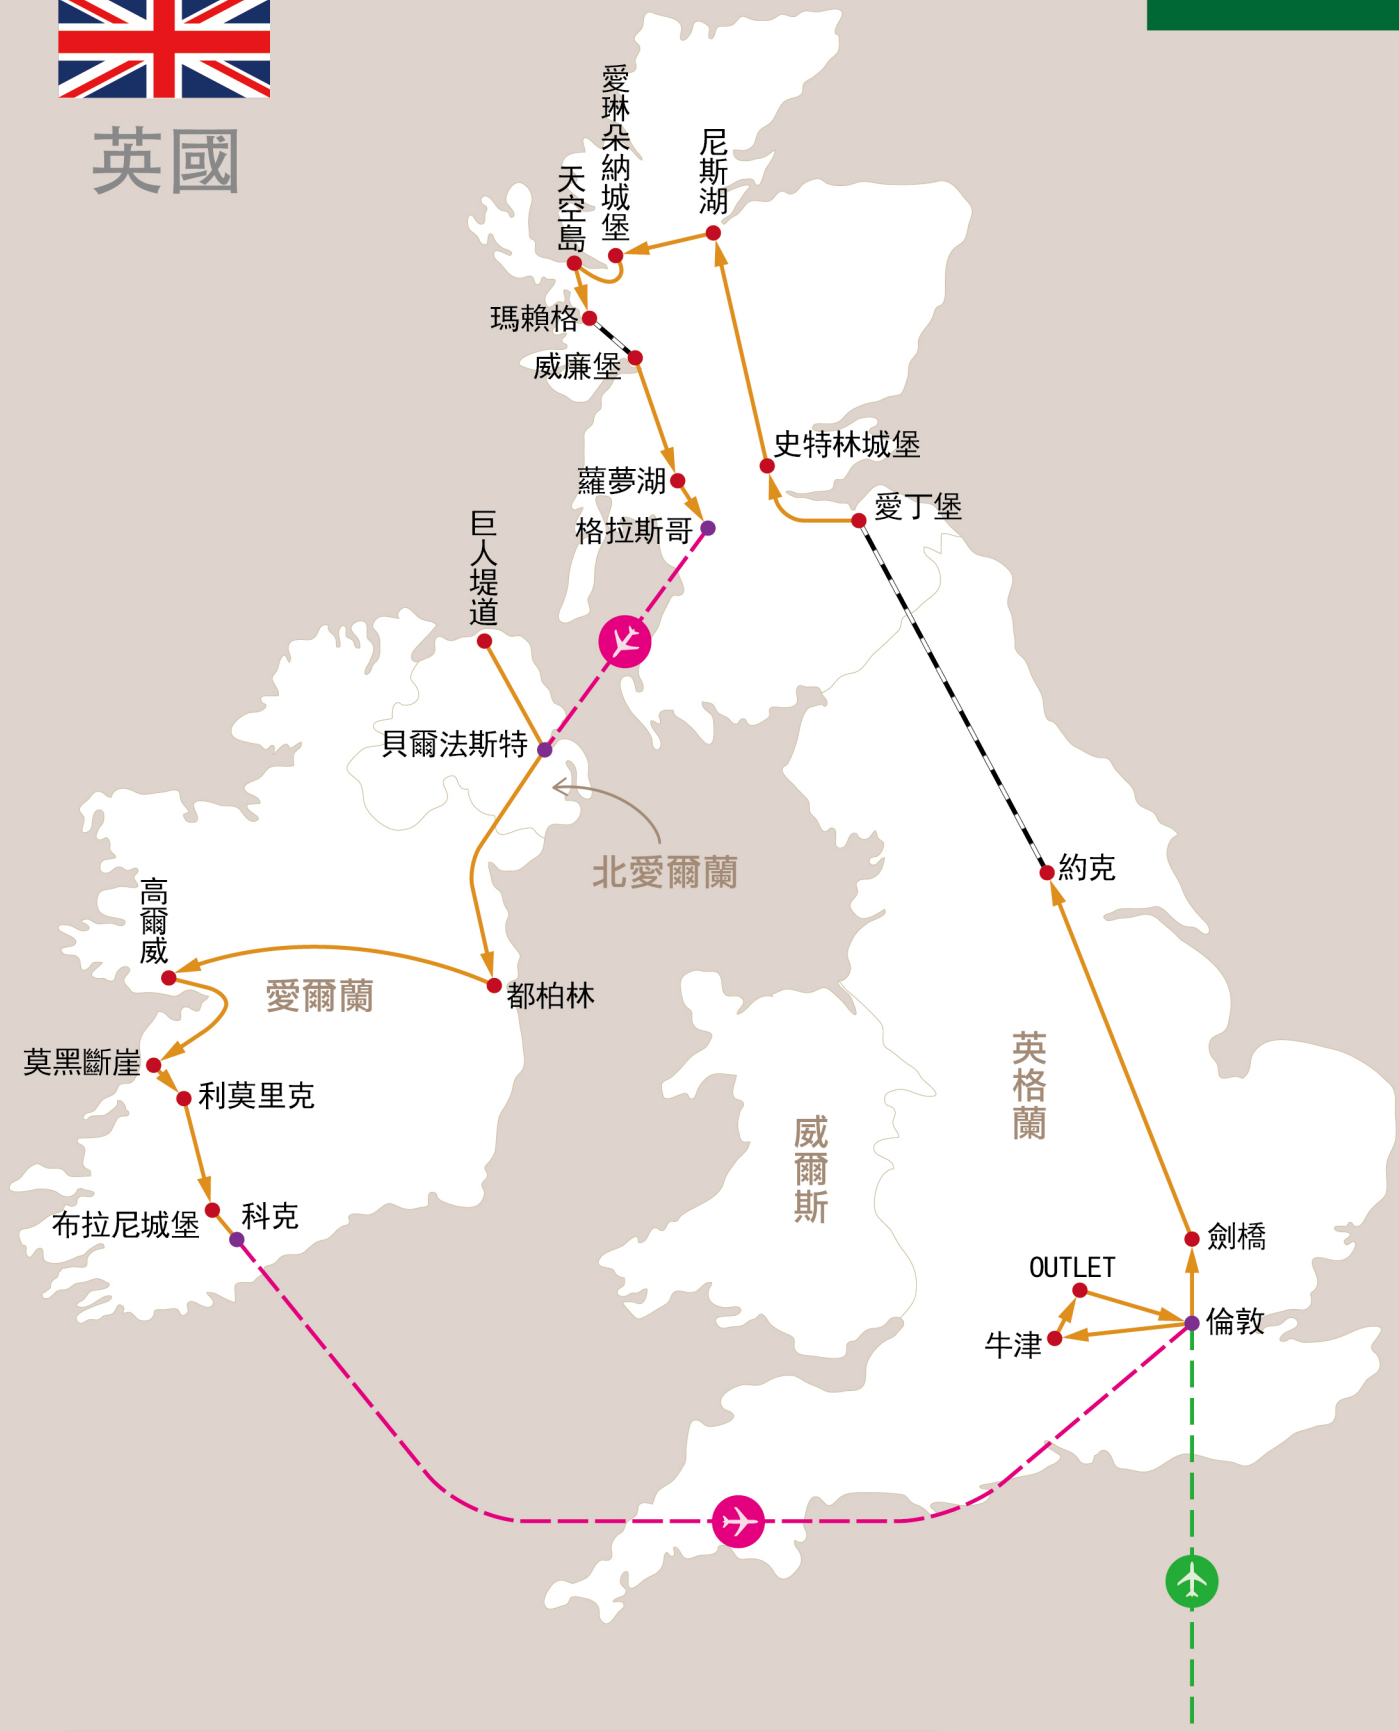 英國
愛琳朵納城堡
尼斯湖
天空島
瑪賴格
威廉堡
史特林城堡
蘿夢湖
愛丁堡
格拉斯哥
巨人堤道
貝爾法斯特
北愛爾蘭
約克
高爾威
愛爾蘭
都柏林
莫黑斷崖
利莫里克
英格蘭
威爾斯
布拉尼城堡
科克
劍橋
OUTLET
倫敦
牛津